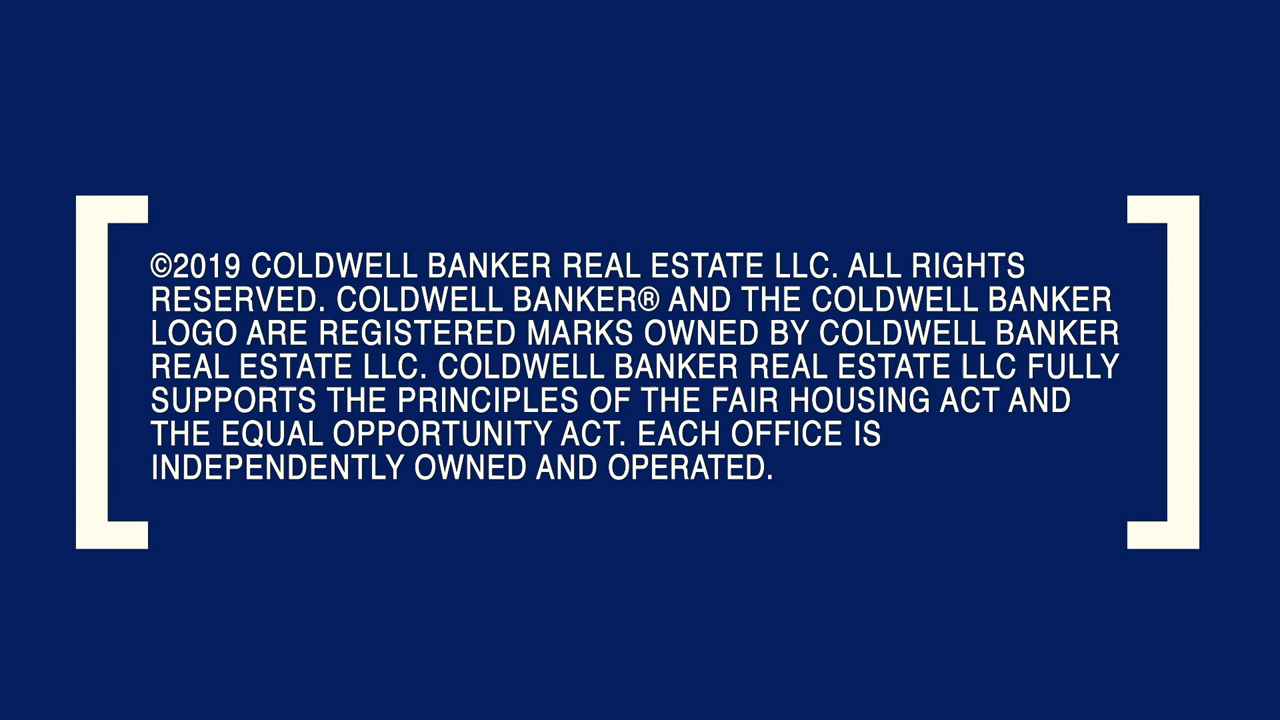 ©2019 COLDWELL BANKER REAL ESTATE LLC. ALL RIGHTS
RESERVED. COLDWELL BANKER® AND THE COLDWELL BANKER
LOGO ARE REGISTERED MARKS OWNED BY COLDWELL BANKER
REAL ESTATE LLC. COLDWELL BANKER REAL ESTATE LLC FULLY
SUPPORTS THE PRINCIPLES OF THE FAIR HOUSING ACT AND
THE EQUAL OPPORTUNITY ACT. EACH OFFICE IS
INDEPENDENTLY OWNED AND OPERATED.